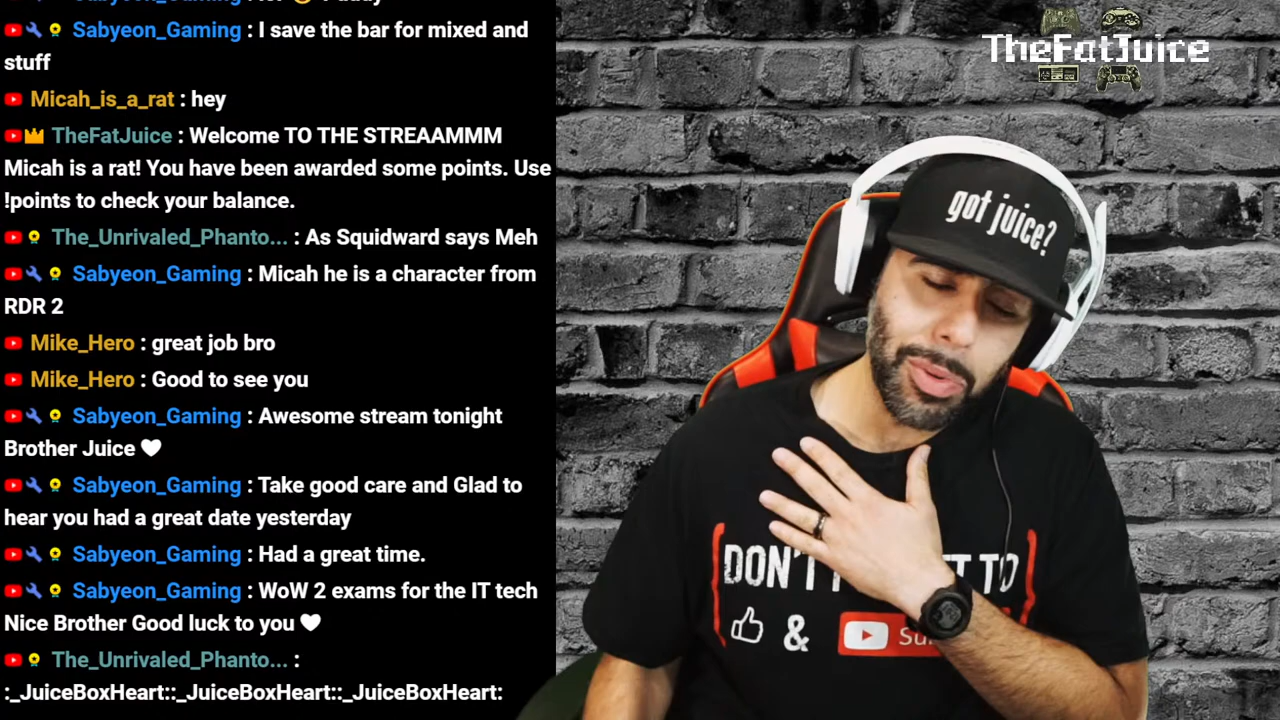 Sabyeon_Gaming : I save the bar for mixed and
stuff
Micah_is_a_rat : hey
TheFatJuice : Welcome TO THE STREAAMMM
Micah is a rat! You have been awarded some points. Use
!points to check your balance.
The_Unrivaled_Phanto... : As Squidward says Meh
Sabyeon_Gaming : Micah he is a character from
RDR 2
Mike_Hero : great job bro
Mike_Hero : Good to see you
Sabyeon_Gaming : Awesome stream tonight
Brother Juice 🤍
Sabyeon_Gaming : Take good care and Glad to
hear you had a great date yesterday
Sabyeon_Gaming : Had a great time.
Sabyeon_Gaming : WoW 2 exams for the IT tech
Nice Brother Good luck to you 🤍
The_Unrivaled_Phanto... :
:_JuiceBoxHeart::_JuiceBoxHeart::_JuiceBoxHeart:
TheFatJuice
got juice?
DON'T
TO
&